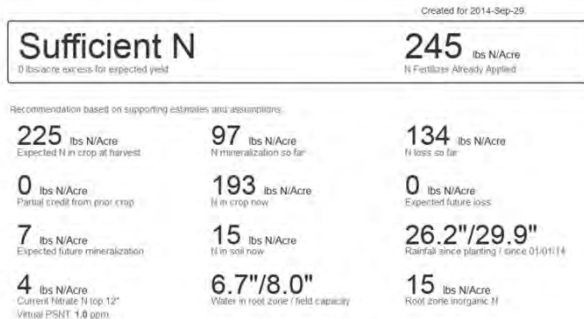 Created for 2014-Sep-29.
Sufficient N
0 lbs/acre excess for expected yield
245 lbs N/Acre
N Fertilizer Already Applied
Recommendation based on supporting estimates and assumptions:
225 lbs N/Acre
Expected N in crop at harvest
97 lbs N/Acre
N mineralization so far
134 lbs N/Acre
N loss so far
0 lbs N/Acre
Partial credit from prior crop
193 lbs N/Acre
N in crop now
0 lbs N/Acre
Expected future loss
7 lbs N/Acre
Expected future mineralization
15 lbs N/Acre
N in soil now
26.2"/29.9"
Rainfall since planting / since 01/01/14
4 lbs N/Acre
Current Nitrate N top 12"
Virtual PSNT: 1.0 ppm
6.7"/8.0"
Water in root zone / field capacity
15 lbs N/Acre
Root zone inorganic N